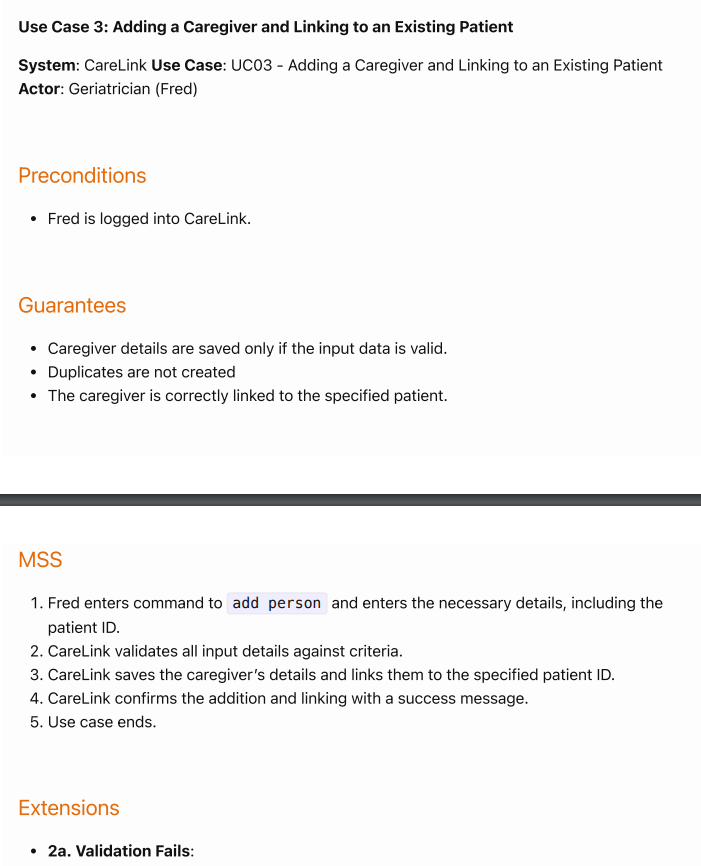 Use Case 3: Adding a Caregiver and Linking to an Existing Patient
System: CareLink Use Case: UC03 - Adding a Caregiver and Linking to an Existing Patient
Actor: Geriatrician (Fred)
Preconditions
• Fred is logged into CareLink.
Guarantees
• Caregiver details are saved only if the input data is valid.
• Duplicates are not created
• The caregiver is correctly linked to the specified patient.
MSS
1. Fred enters command to add person and enters the necessary details, including the
patient ID.
2. CareLink validates all input details against criteria.
3. CareLink saves the caregiver’s details and links them to the specified patient ID.
4. CareLink confirms the addition and linking with a success message.
5. Use case ends.
Extensions
• 2a. Validation Fails: